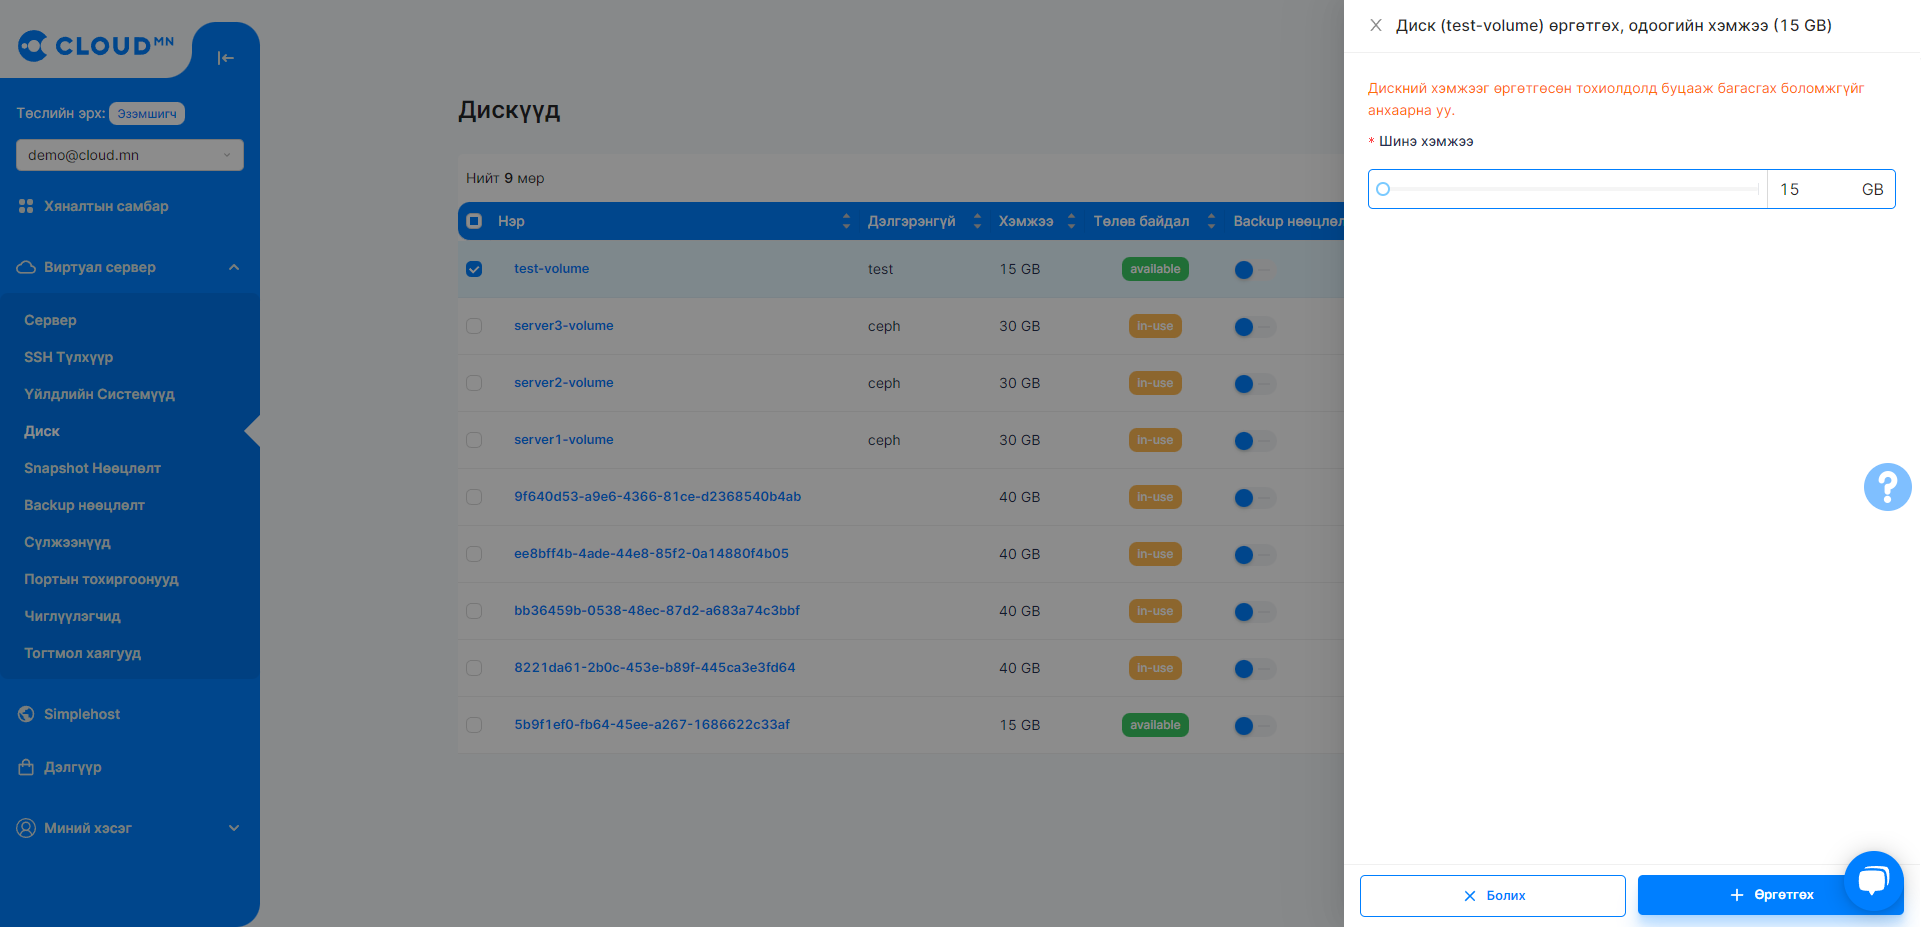 CLOUD MN
Төслийн эрх: Эзэмшигч
demo@cloud.mn
Хяналтын самбар
Виртуал сервер
Сервер
SSH Түлхүүр
Үйлдлийн Системүүд
Диск
Snapshot Нөөцлөлт
Backup нөөцлөлт
Сүлжээнүүд
Портын тохиргоонууд
Чиглүүлэгчид
Тогтмол хаягууд
Simplehost
Дэлгүүр
Миний хэсэг
Дискүүд
Нийт 9 мөр
Нэр Дэлгэрэнгүй Хэмжээ Төлөв байдал Backup нөөцлөл
test-volume test 15 GB available
server3-volume ceph 30 GB in-use
server2-volume ceph 30 GB in-use
server1-volume ceph 30 GB in-use
9f640d53-a9e6-4366-81ce-d2368540b4ab 40 GB in-use
ee8bff4b-4ade-44e8-85f2-0a14880f4b05 40 GB in-use
bb36459b-0538-48ec-87d2-a683a74c3bbf 40 GB in-use
8221da61-2b0c-453e-b89f-445ca3e3fd64 40 GB in-use
5b9f1ef0-fb64-45ee-a267-1686622c33af 15 GB available
Диск (test-volume) өргөтгөх, одоогийн хэмжээ (15 GB)
Дискний хэмжээг өргөтгөсөн тохиолдолд буцааж багасгах боломжгүйг
анхаарна уу.
* Шинэ хэмжээ
15 GB
Болих
Өргөтгөх